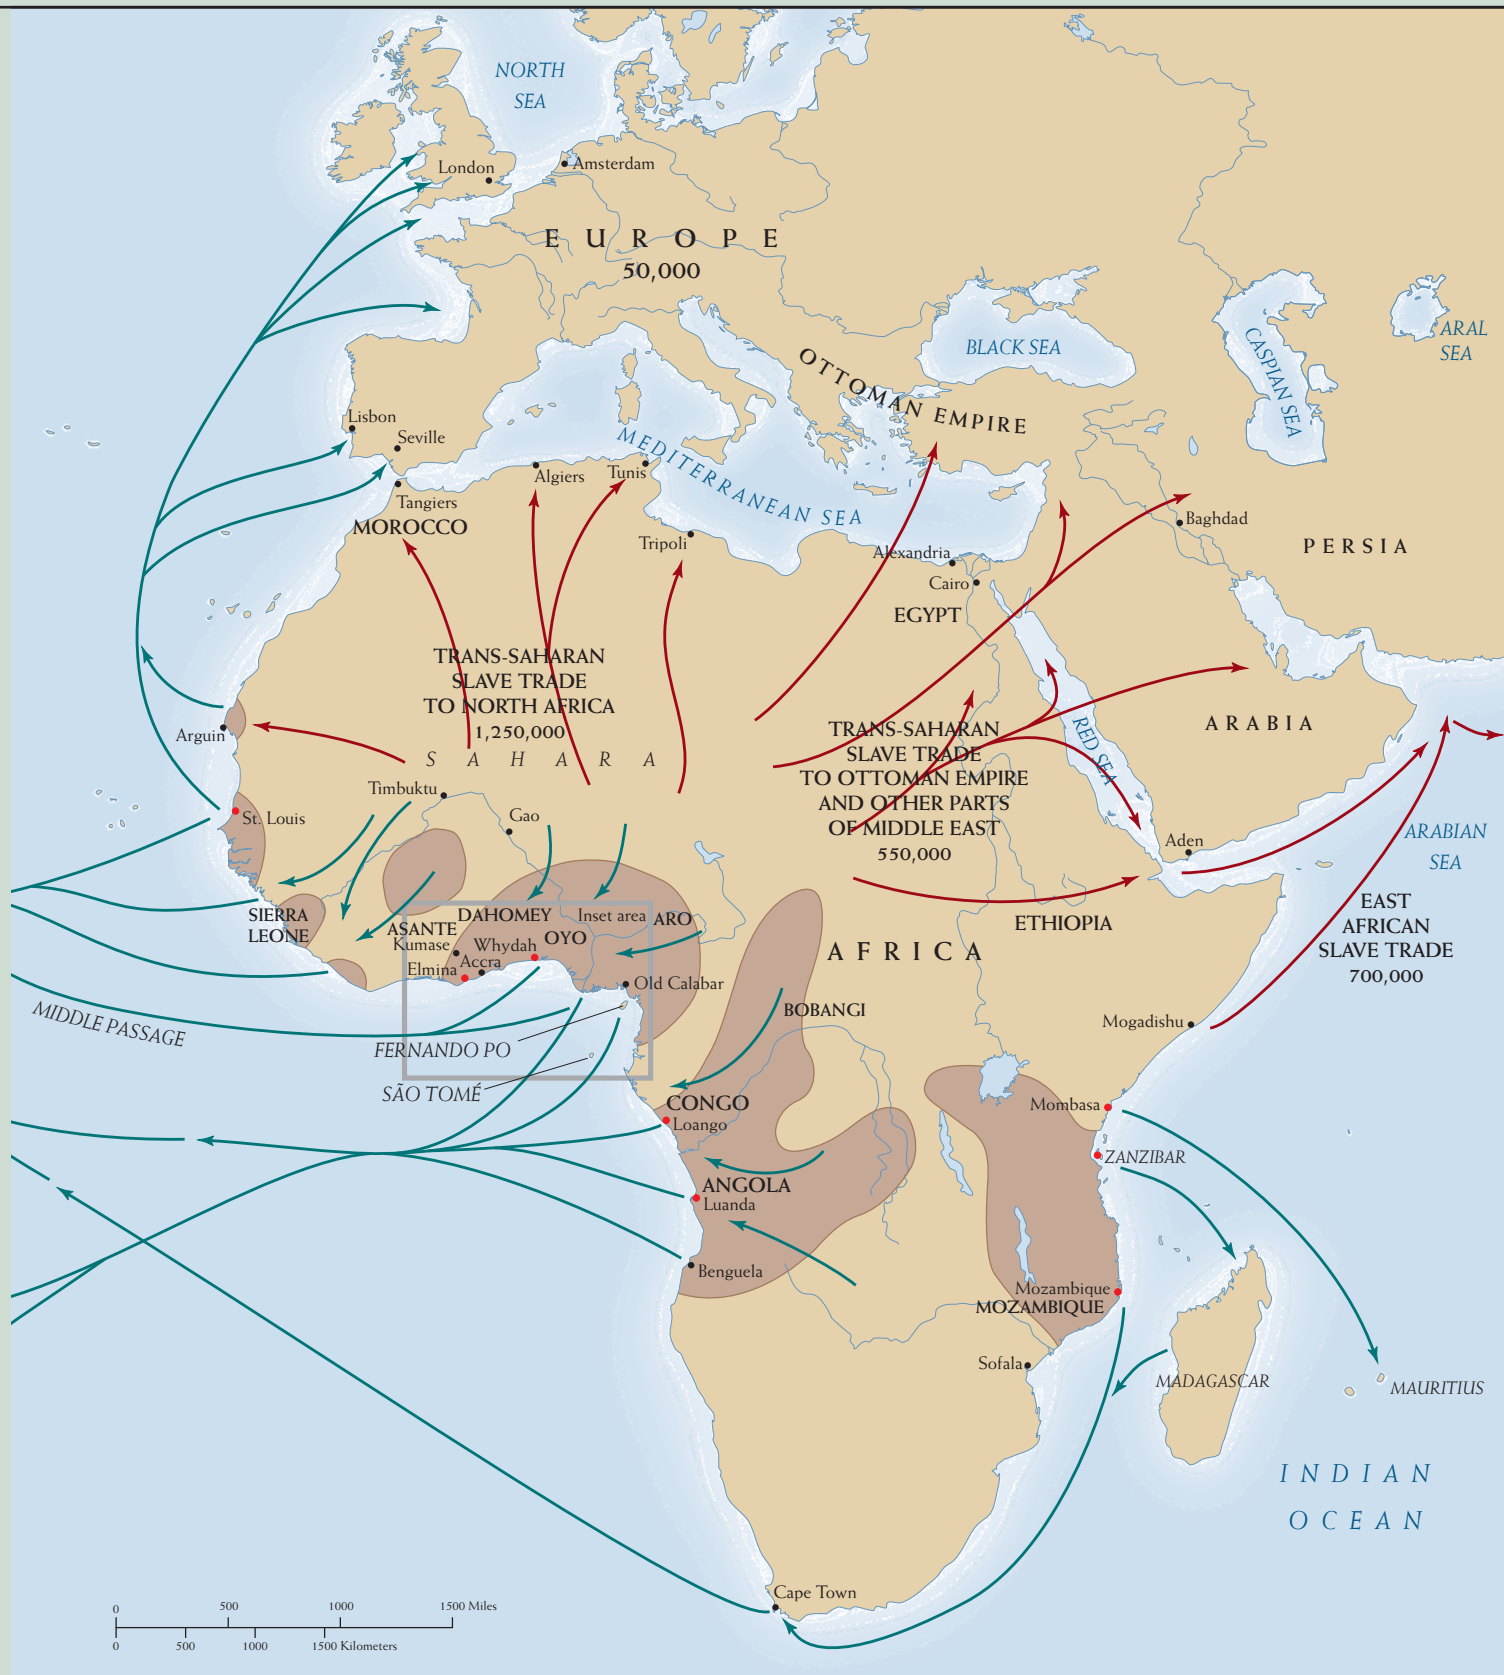 NORTH
SEA
London
Amsterdam
EUROPE
50,000
BLACK SEA
CASPIAN SEA
ARAL
SEA
OTTOMAN EMPIRE
Lisbon
Seville
MEDITERRANEAN SEA
Algiers
Tunis
Tangiers
MOROCCO
Tripoli
Alexandria
Cairo
EGYPT
Baghdad
PERSIA
TRANS-SAHARAN
SLAVE TRADE
TO NORTH AFRICA
1,250,000
SAHARA
Arguin
TRANS-SAHARAN
SLAVE TRADE
TO OTTOMAN EMPIRE
AND OTHER PARTS
OF MIDDLE EAST
550,000
RED SEA
ARABIA
Timbuktu
Gao
St. Louis
Aden
ARABIAN
SEA
SIERRA
LEONE
ASANTE
Kumase
DAHOMEY
Inset area
ARO
Whydah
OYO
Elmina
Accra
Old Calabar
AFRICA
ETHIOPIA
EAST
AFRICAN
SLAVE TRADE
700,000
MIDDLE PASSAGE
FERNANDO PO
SÃO TOMÉ
BOBANGI
Mogadishu
CONGO
Loango
Mombasa
ZANZIBAR
ANGOLA
Luanda
Benguela
Mozambique
MOZAMBIQUE
Sofala
MADAGASCAR
MAURITIUS
INDIAN
OCEAN
Cape Town
0 500 1000 1500 Miles
0 500 1000 1500 Kilometers